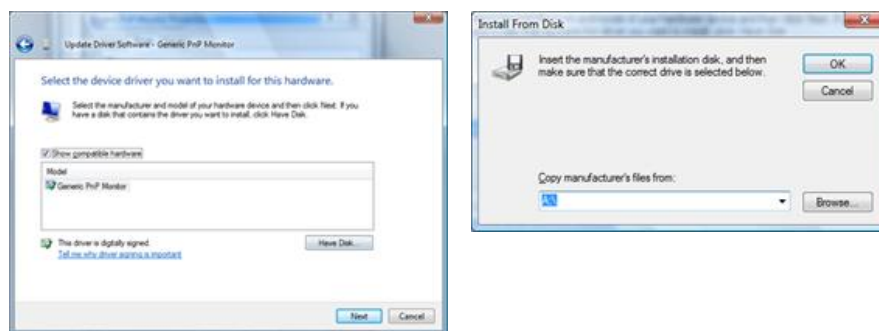 Update Driver Software - Generic PnP Monitor
Select the device driver you want to install for this hardware.
Select the manufacturer and model of your hardware device and then click Next. If you
have a disk that contains the driver you want to install, click Have Disk.
Show compatible hardware
Model
Generic PnP Monitor
This driver is digitally signed.
Have Disk...
Tell me why driver signing is important
Next
Cancel
Install From Disk
Insert the manufacturer's installation disk, and then
make sure that the correct drive is selected below.
OK
Cancel
Copy manufacturer's files from:
A:\
Browse...